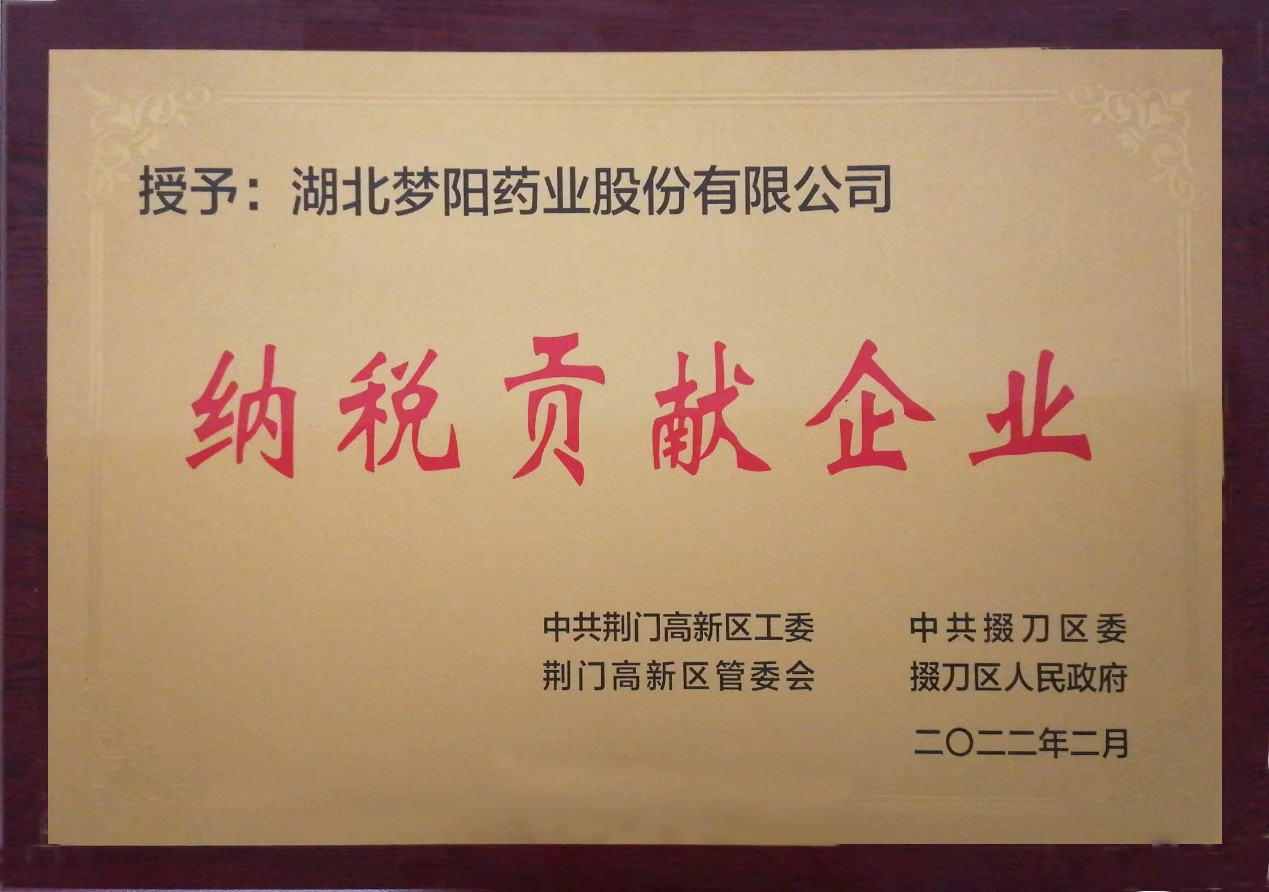 授予：湖北梦阳药业股份有限公司
纳税贡献企业
中共荆门高新区工委 中共掇刀区委
荆门高新区管委会 掇刀区人民政府
二〇二二年二月